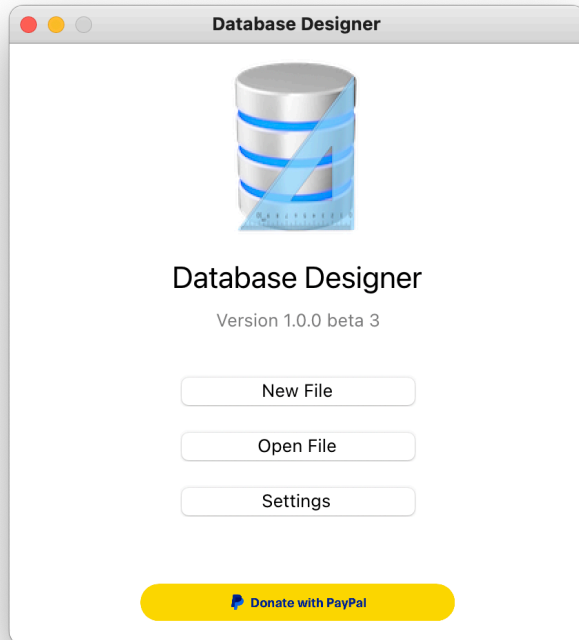 Database Designer
Database Designer
Version 1.0.0 beta 3
New File
Open File
Settings
Donate with PayPal